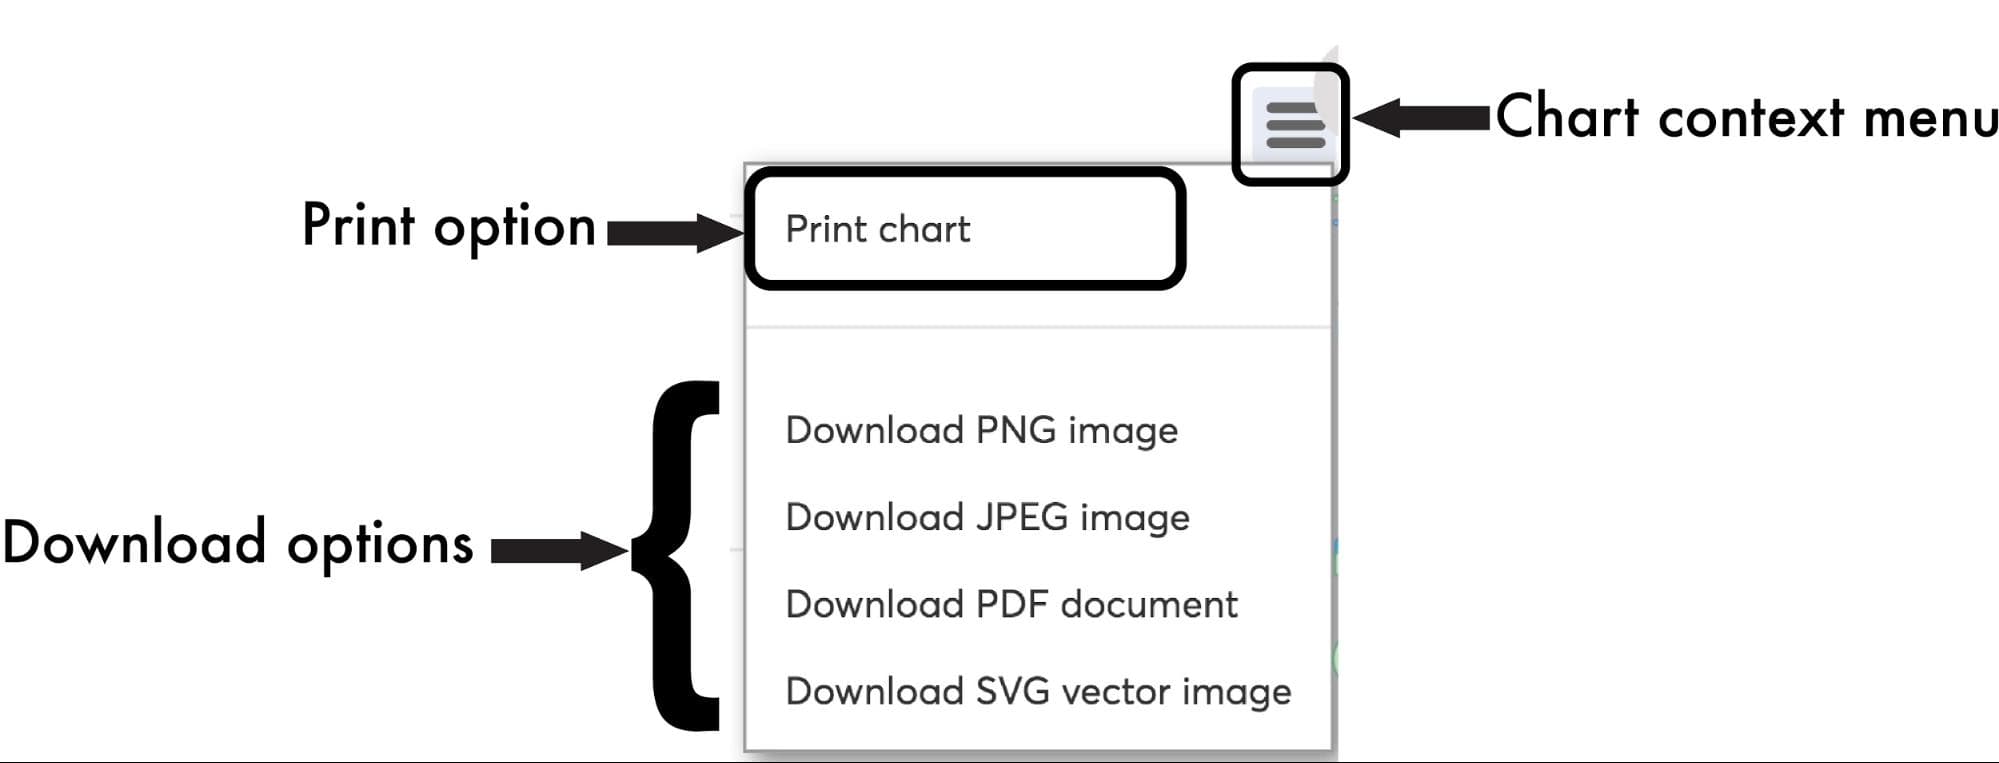 Chart context menu
Print option
Print chart
Download options
Download PNG image
Download JPEG image
Download PDF document
Download SVG vector image